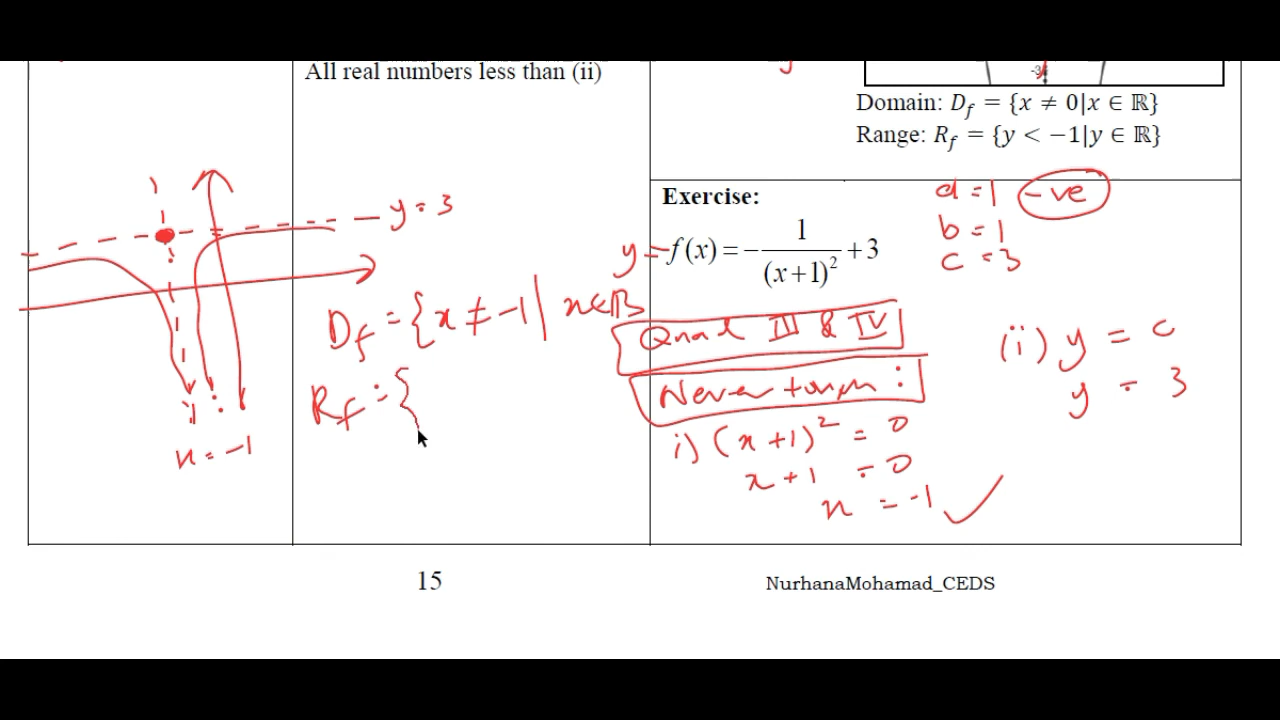 All real numbers less than (ii)
-3
Domain: D_f = {x ≠ 0|x ∈ ℝ}
Range: R_f = {y < −1|y ∈ ℝ}
Exercise:
a = 1 -ve
b = 1
c = 3
y = f(x) = −1/(x+1)² + 3
y = 3
D_f = {x ≠ -1 | x ∈ ℝ
R_f = {
x = -1
Quad III & IV
Never touch :
i) (x + 1)² = 0
x + 1 = 0
x = -1 ✓
(ii) y = c
y = 3
15
NurhanaMohamad_CEDS